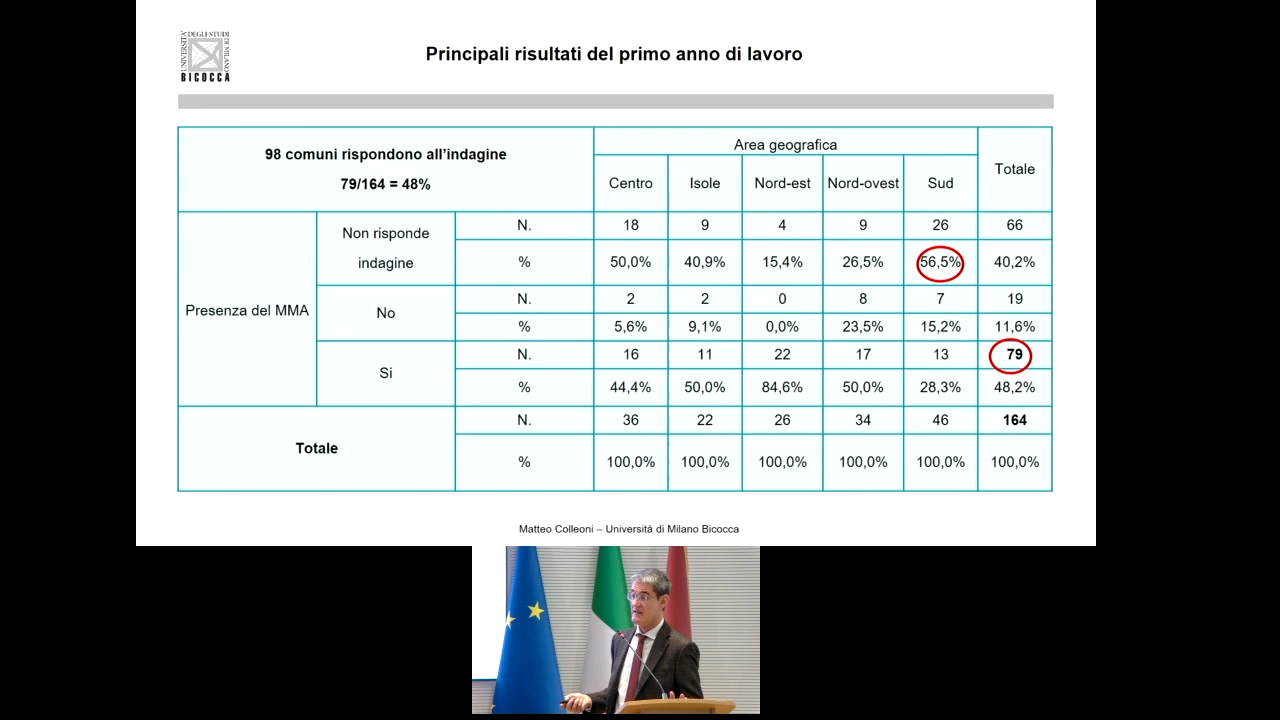 UNIVERSITA' DEGLI STUDI DI MILANO
BICOCCA
Principali risultati del primo anno di lavoro
98 comuni rispondono all'indagine
79/164 = 48%
Area geografica
Totale
Centro Isole Nord-est Nord-ovest Sud
Presenza del MMA
Non risponde indagine
N. 18 9 4 9 26 66
% 50,0% 40,9% 15,4% 26,5% 56,5% 40,2%
No
N. 2 2 0 8 7 19
% 5,6% 9,1% 0,0% 23,5% 15,2% 11,6%
Si
N. 16 11 22 17 13 79
% 44,4% 50,0% 84,6% 50,0% 28,3% 48,2%
Totale
N. 36 22 26 34 46 164
% 100,0% 100,0% 100,0% 100,0% 100,0% 100,0%
Matteo Colleoni – Università di Milano Bicocca